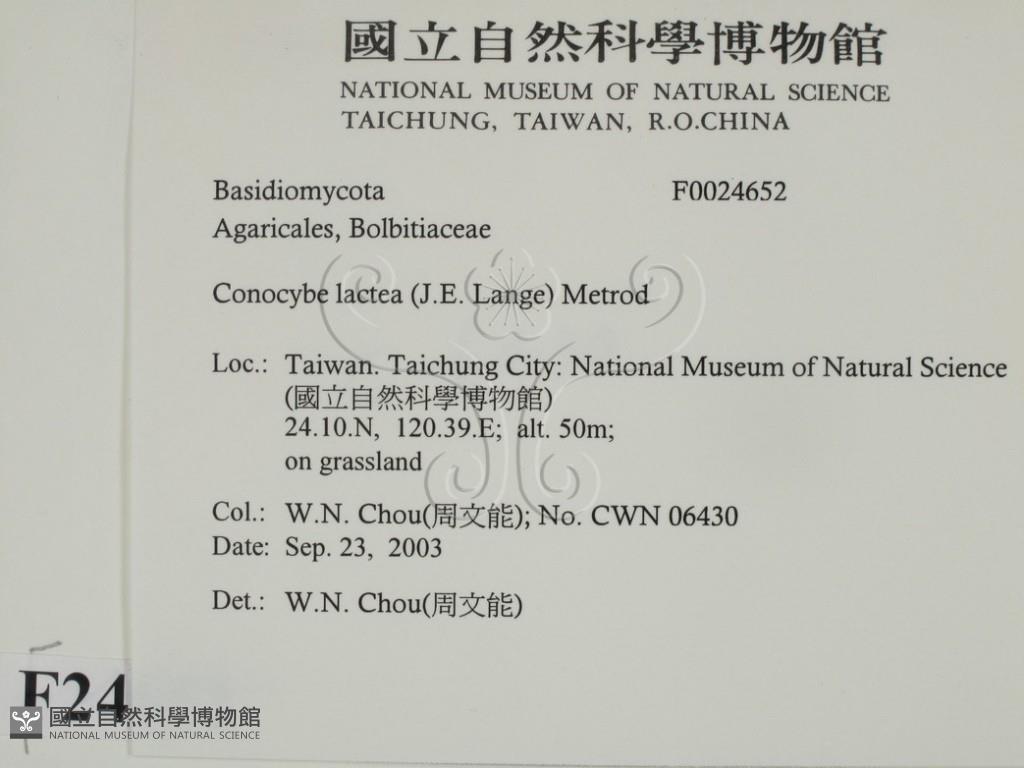 國立自然科學博物館
NATIONAL MUSEUM OF NATURAL SCIENCE
TAICHUNG, TAIWAN, R.O.CHINA
Basidiomycota F0024652
Agaricales, Bolbitiaceae
Conocybe lactea (J.E. Lange) Metrod
Loc.: Taiwan. Taichung City: National Museum of Natural Science
(國立自然科學博物館)
24.10.N, 120.39.E; alt. 50m;
on grassland
Col.: W.N. Chou(周文能); No. CWN 06430
Date: Sep. 23, 2003
Det.: W.N. Chou(周文能)
F24
國立自然科學博物館
NATIONAL MUSEUM OF NATURAL SCIENCE